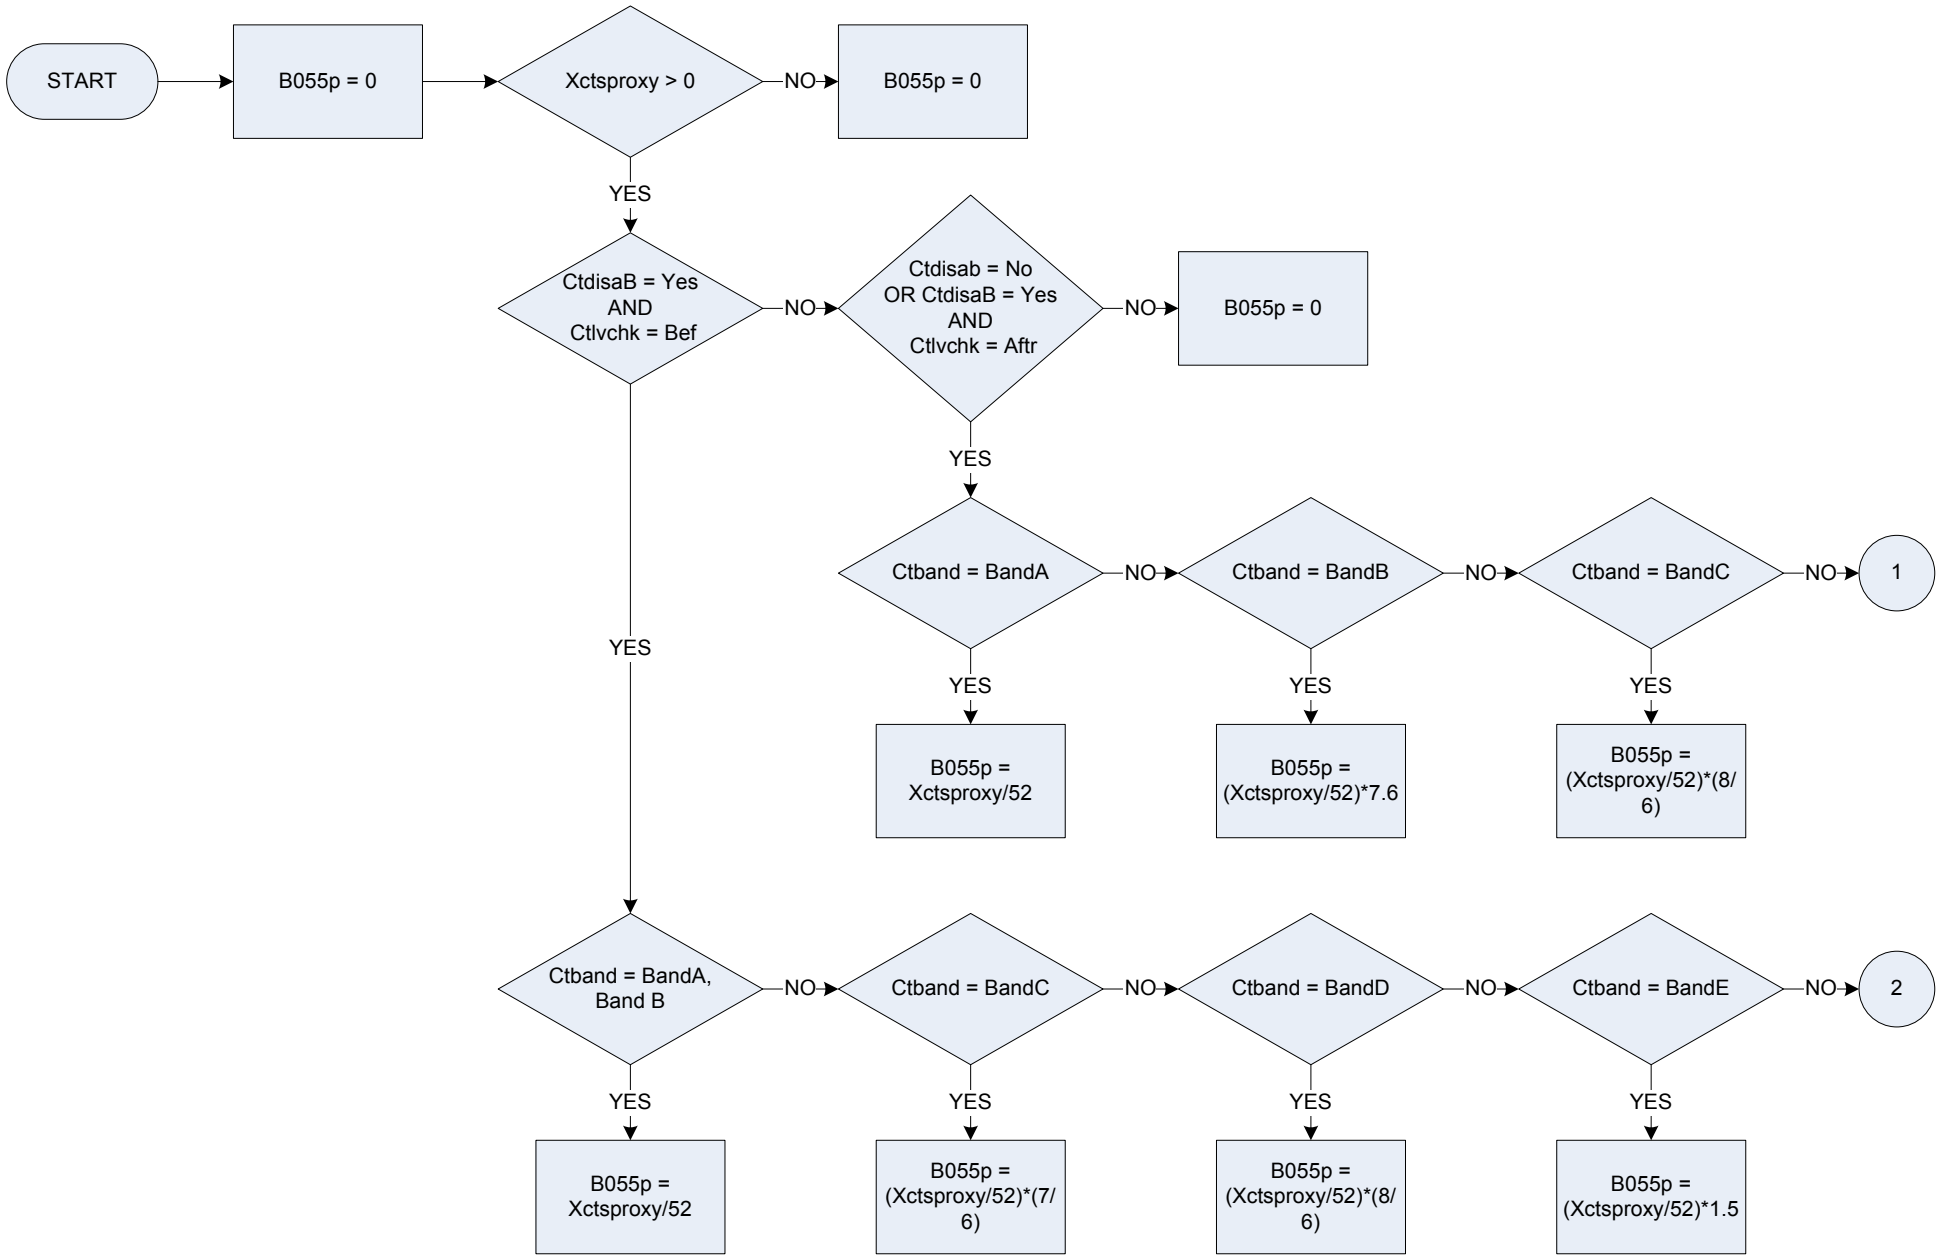 START
B055p = 0
Xctsproxy > 0
NO
B055p = 0
YES
CtdisaB = Yes
AND
Ctlvchk = Bef
NO
Ctdisab = No
OR CtdisaB = Yes
AND
Ctlvchk = Aftr
NO
B055p = 0
YES
Ctband = BandA
NO
Ctband = BandB
NO
Ctband = BandC
NO
1
YES
YES
YES
YES
B055p =
Xctsproxy/52
B055p =
(Xctsproxy/52)*7.6
B055p =
(Xctsproxy/52)*(8/
6)
Ctband = BandA,
Band B
NO
Ctband = BandC
NO
Ctband = BandD
NO
Ctband = BandE
NO
2
YES
YES
YES
YES
B055p =
Xctsproxy/52
B055p =
(Xctsproxy/52)*(7/
6)
B055p =
(Xctsproxy/52)*(8/
6)
B055p =
(Xctsproxy/52)*1.5